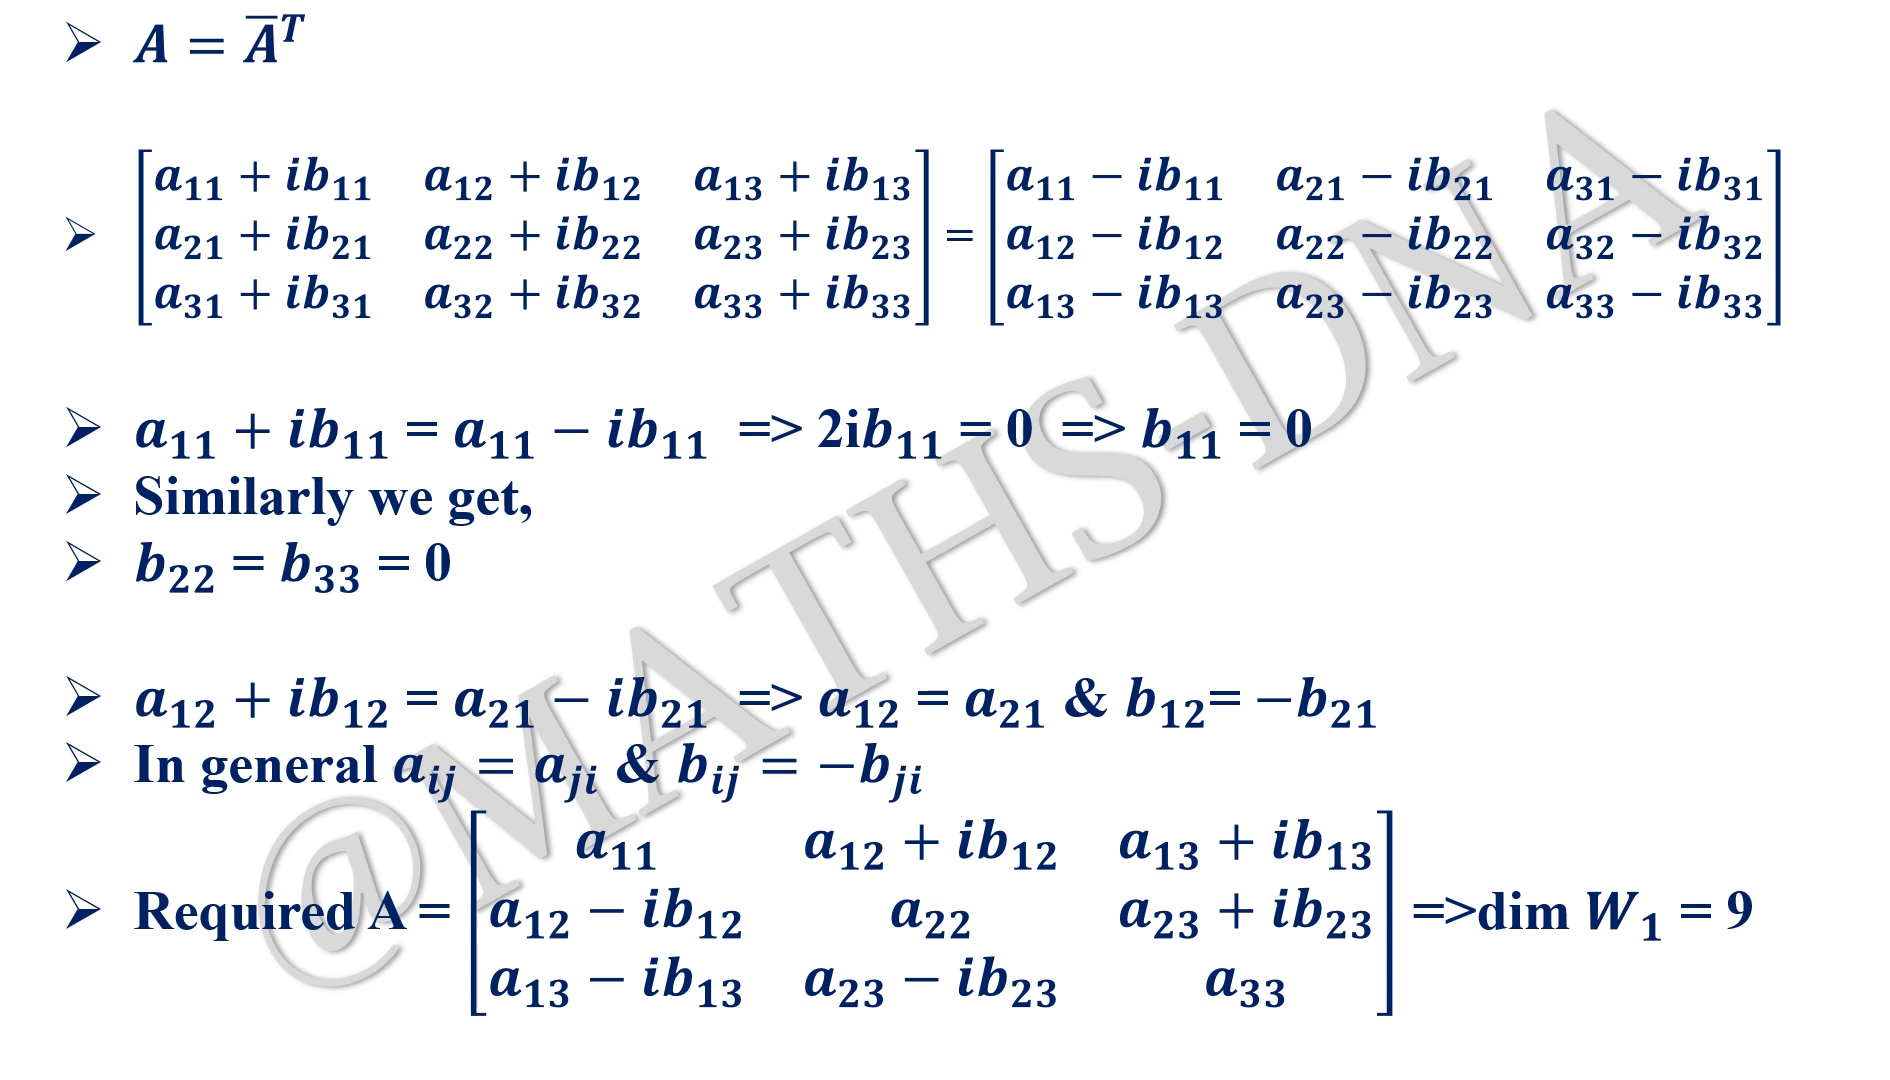 ➢ A = A̅ᵀ
➢ [a₁₁ + ib₁₁ a₁₂ + ib₁₂ a₁₃ + ib₁₃] = [a₁₁ − ib₁₁ a₂₁ − ib₂₁ a₃₁ − ib₃₁]
[a₂₁ + ib₂₁ a₂₂ + ib₂₂ a₂₃ + ib₂₃] [a₁₂ − ib₁₂ a₂₂ − ib₂₂ a₃₂ − ib₃₂]
[a₃₁ + ib₃₁ a₃₂ + ib₃₂ a₃₃ + ib₃₃] [a₁₃ − ib₁₃ a₂₃ − ib₂₃ a₃₃ − ib₃₃]
➢ a₁₁ + ib₁₁ = a₁₁ − ib₁₁ => 2ib₁₁ = 0 => b₁₁ = 0
➢ Similarly we get,
➢ b₂₂ = b₃₃ = 0
➢ a₁₂ + ib₁₂ = a₂₁ − ib₂₁ => a₁₂ = a₂₁ & b₁₂= −b₂₁
➢ In general aᵢⱼ = aⱼᵢ & bᵢⱼ = −bⱼᵢ
[a₁₁ a₁₂ + ib₁₂ a₁₃ + ib₁₃]
➢ Required A = [a₁₂ − ib₁₂ a₂₂ a₂₃ + ib₂₃] =>dim W₁ = 9
[a₁₃ − ib₁₃ a₂₃ − ib₂₃ a₃₃]
@MATHS-DNA